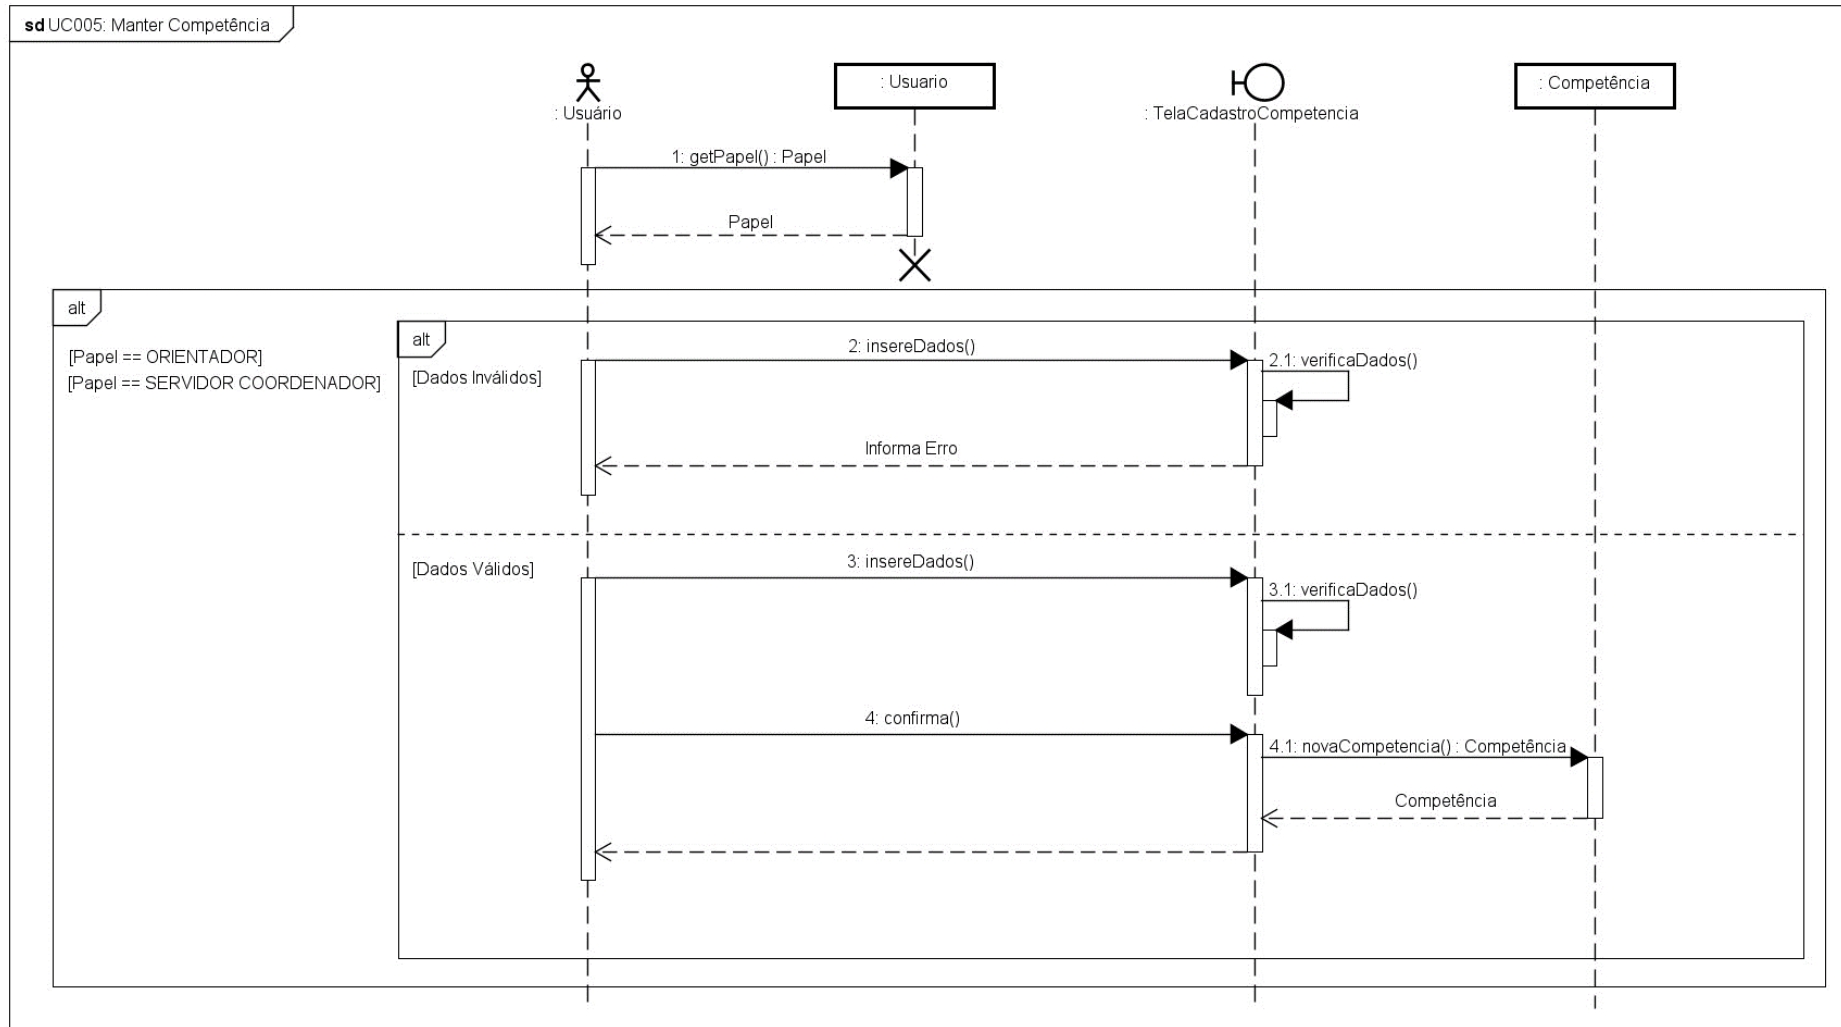 sd UC005: Manter Competência
: Usuário
: Usuario
: TelaCadastroCompetencia
: Competência
1: getPapel() : Papel
Papel
alt
[Papel == ORIENTADOR]
[Papel == SERVIDOR COORDENADOR]
alt
[Dados Inválidos]
2: insereDados()
2.1: verificaDados()
Informa Erro
[Dados Válidos]
3: insereDados()
3.1: verificaDados()
4: confirma()
4.1: novaCompetencia() : Competência
Competência